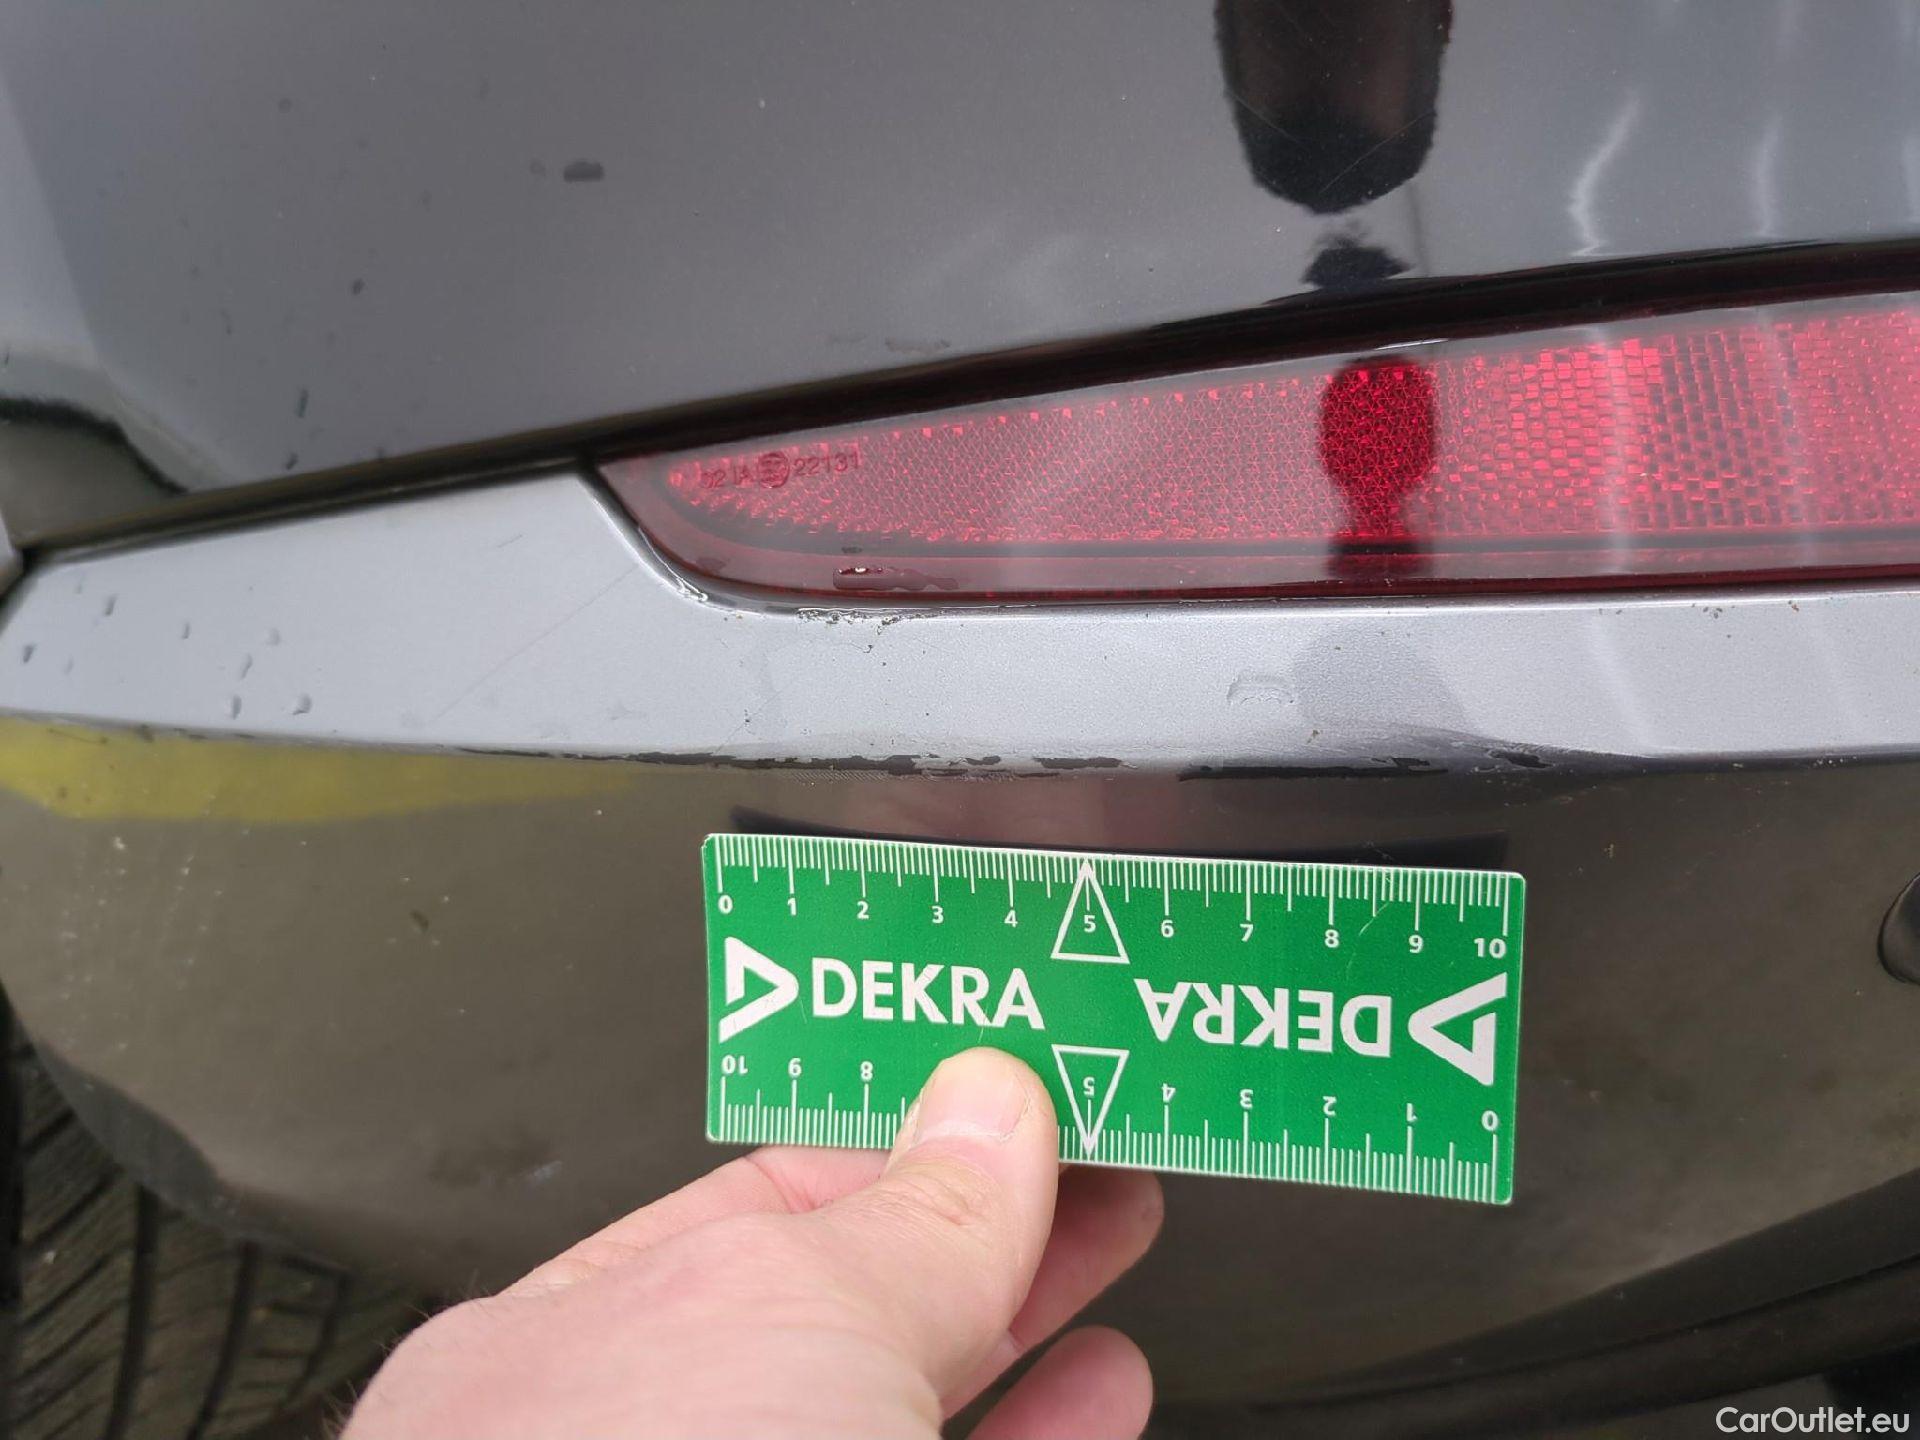 02 IA E 22131
0 1 2 3 4 5 6 7 8 9 10
DEKRA DEKRA
10 9 8 5 4 3 2 1 0
CarOutlet.eu